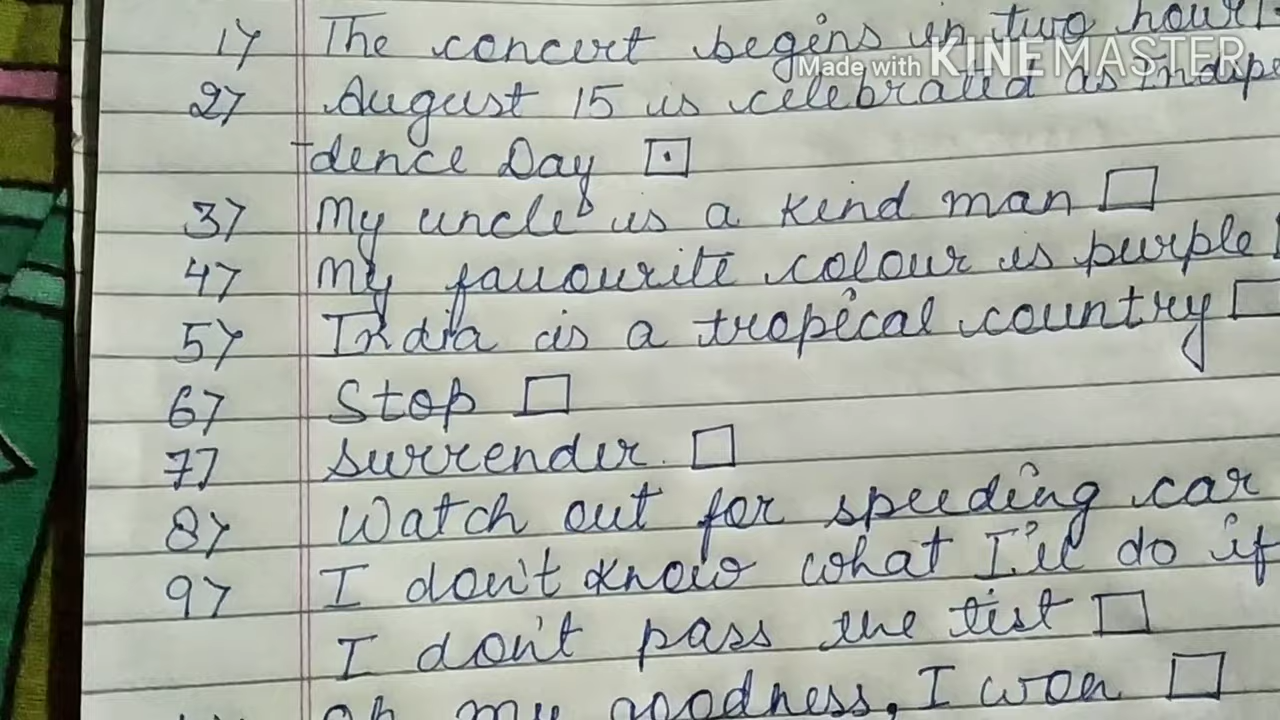 1) The concert begins in two hours
Made with KINEMASTER
2) August 15 is celebrated as Indepe
dence Day
3) My uncle is a kind man
4) My favourite colour is purple
5) India is a tropical country
6) Stop
7) Surrender.
8) Watch out for speeding car
9) I don't know what I'll do if
I don't pass the test
oh my goodness, I won